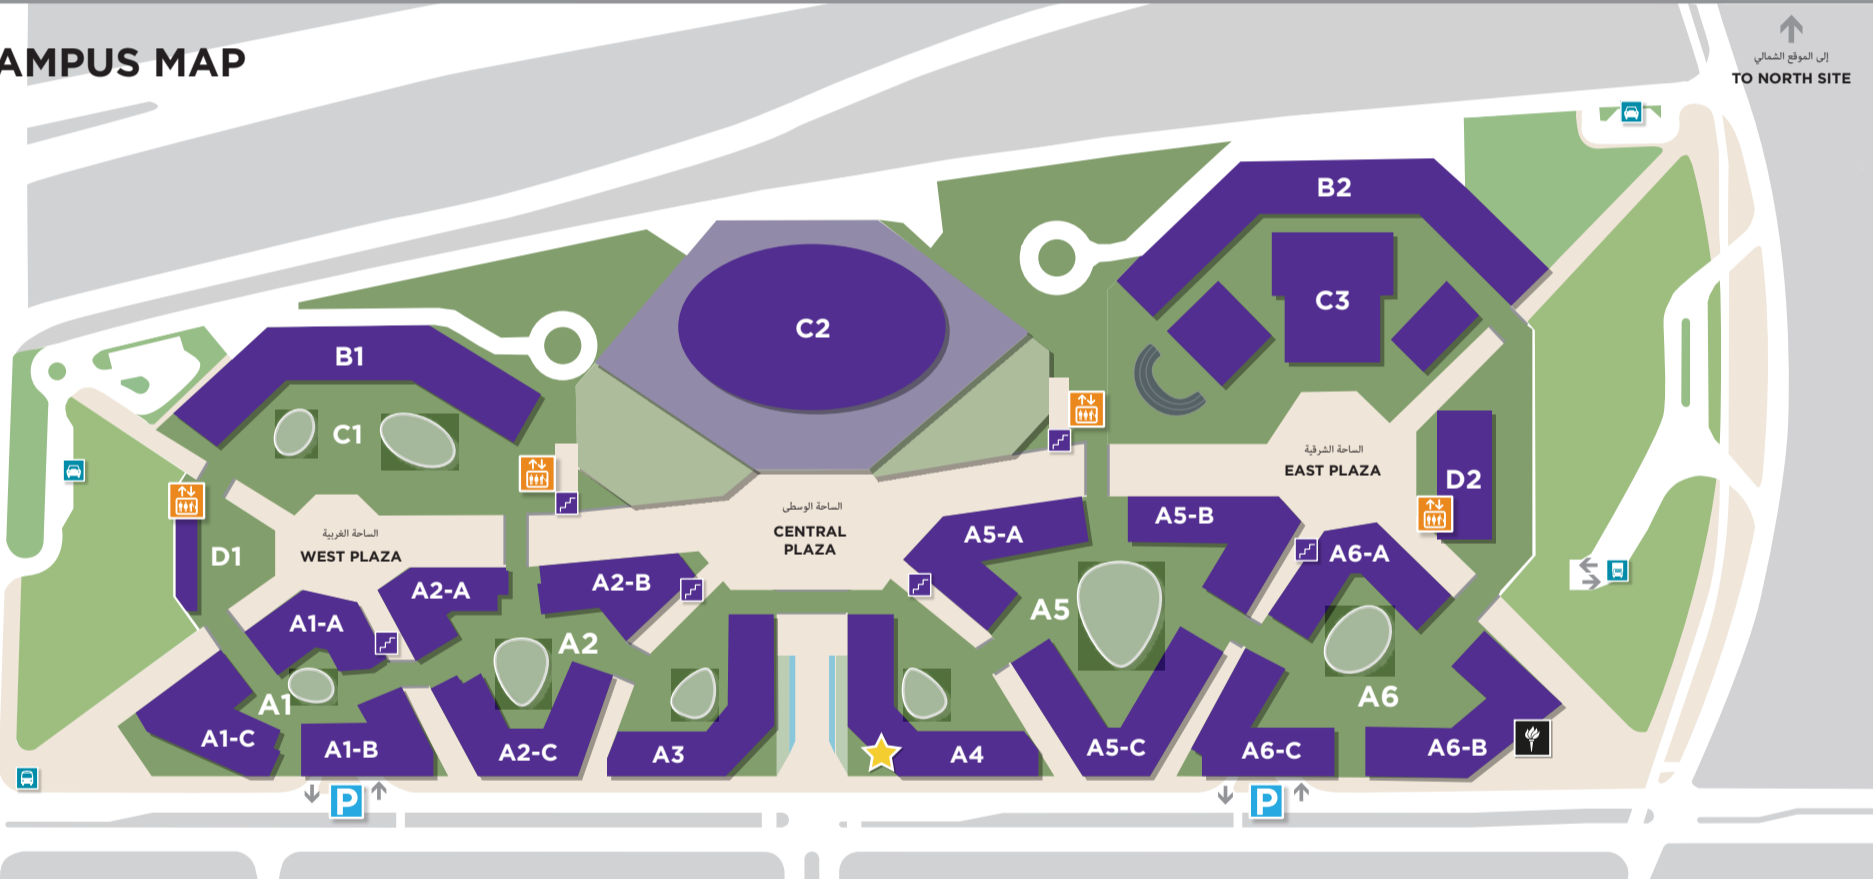 AMPUS MAP
إلى الموقع الشمالي
TO NORTH SITE
B2
C3
C2
B1
C1
الساحة الشرقية
EAST PLAZA
D2
الساحة الوسطى
CENTRAL
PLAZA
الساحة الغربية
WEST PLAZA
D1
A5-A
A5-B
A6-A
A2-A
A2-B
A1-A
A2
A5
A1
A6
A1-C
A1-B
A2-C
A3
A4
A5-C
A6-C
A6-B
P
P